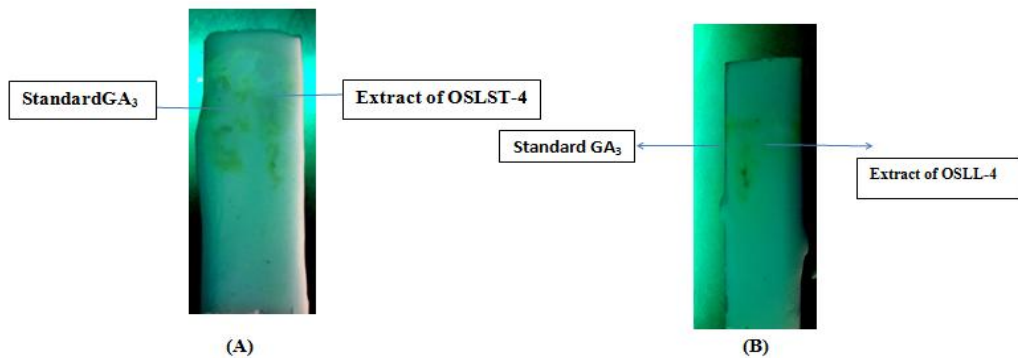 StandardGA₃
Extract of OSLST-4
Standard GA₃
Extract of OSLL-4
(A)
(B)